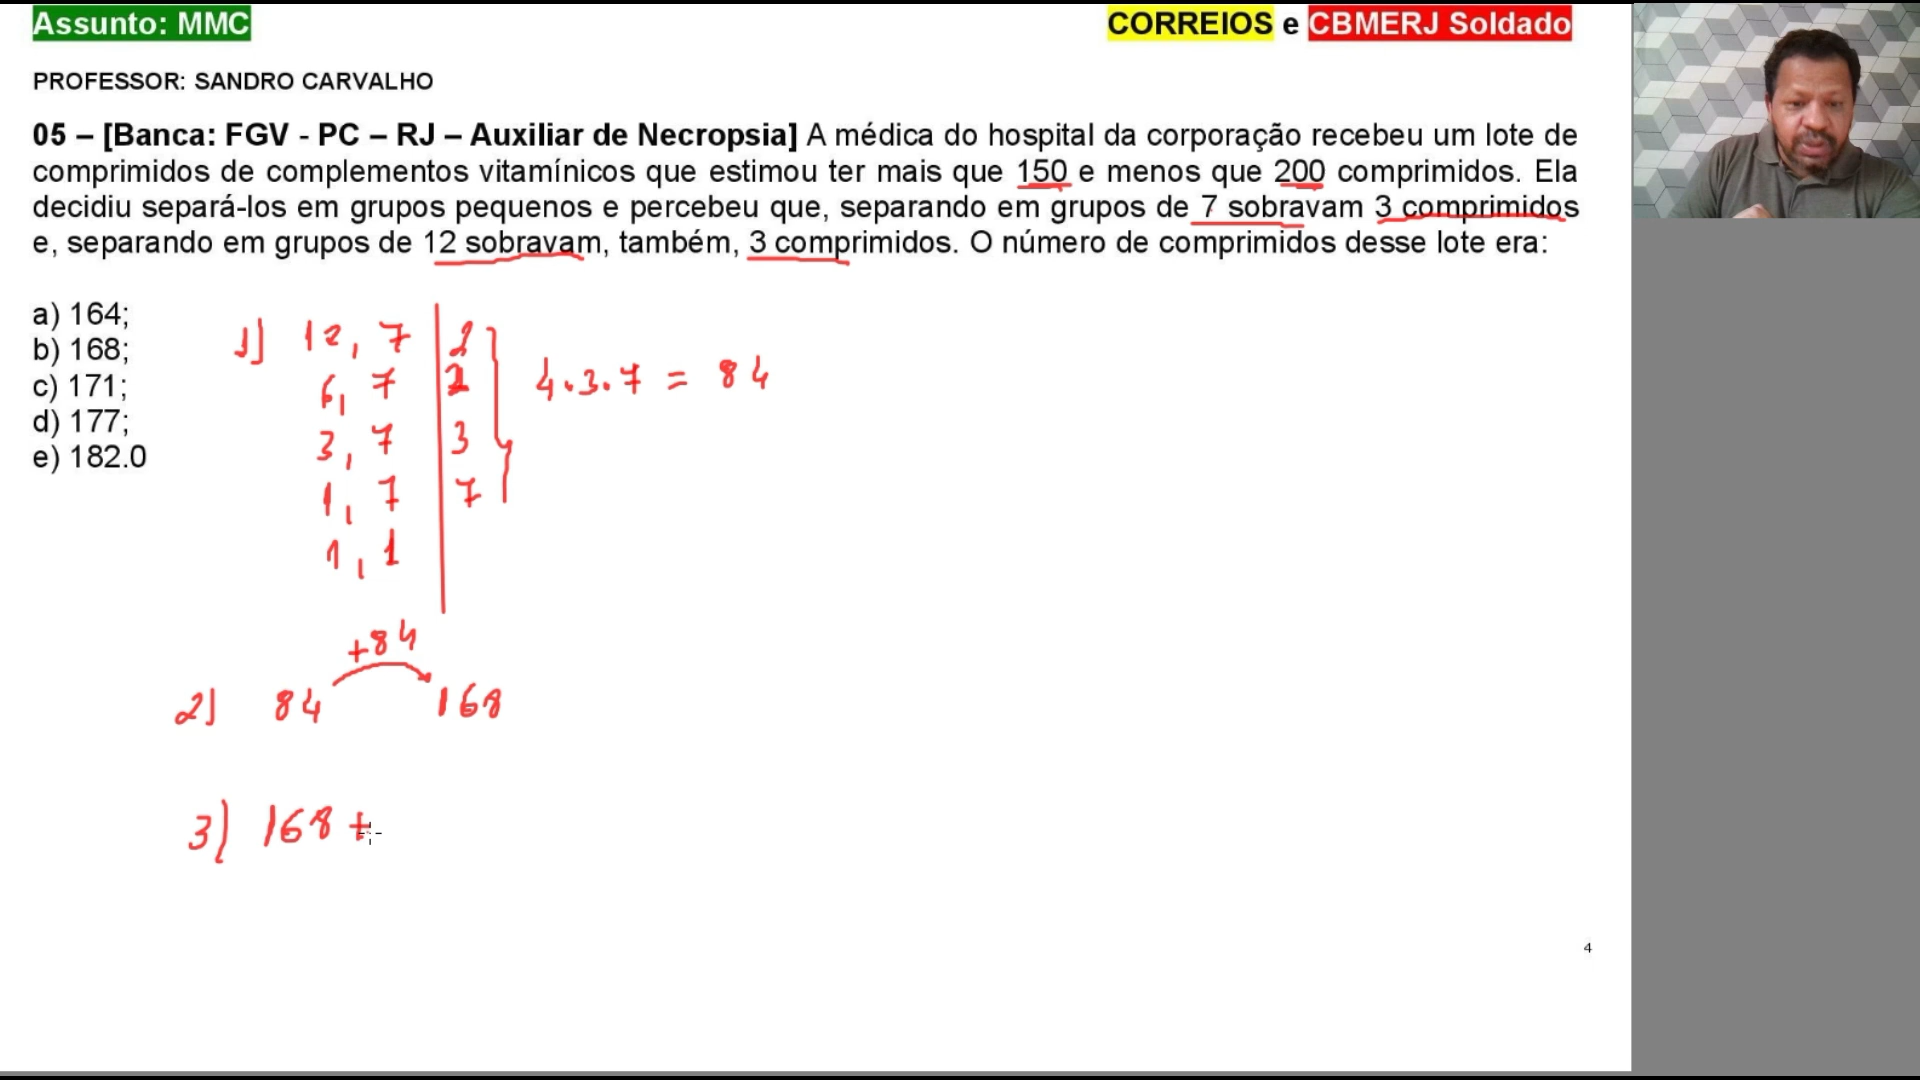 Assunto: MMC
CORREIOS e CBMERJ Soldado
PROFESSOR: SANDRO CARVALHO
05 – [Banca: FGV - PC – RJ – Auxiliar de Necropsia] A médica do hospital da corporação recebeu um lote de
comprimidos de complementos vitamínicos que estimou ter mais que 150 e menos que 200 comprimidos. Ela
decidiu separá-los em grupos pequenos e percebeu que, separando em grupos de 7 sobravam 3 comprimidos
e, separando em grupos de 12 sobravam, também, 3 comprimidos. O número de comprimidos desse lote era:
a) 164;
b) 168;
c) 171;
d) 177;
e) 182.0
1) 12, 7 2
6, 7 2 4.3.7 = 84
3, 7 3
1, 7 7
1, 1
+84
2) 84 168
3) 168 +
4